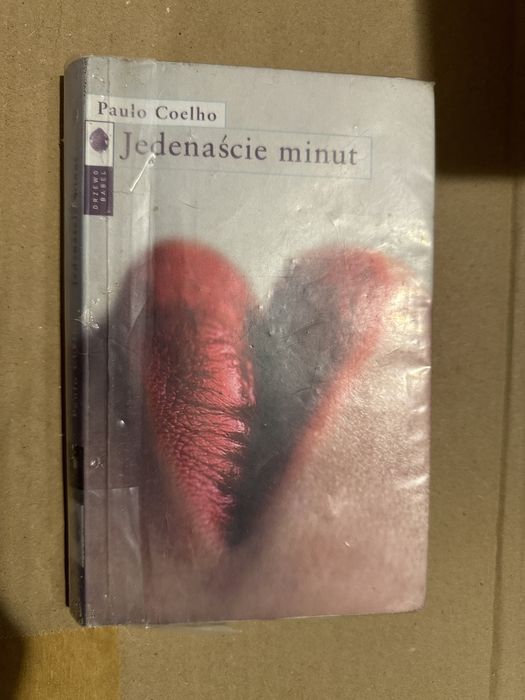 Paulo Coelho
Jedenaście minut
DRZEWO
BABEL